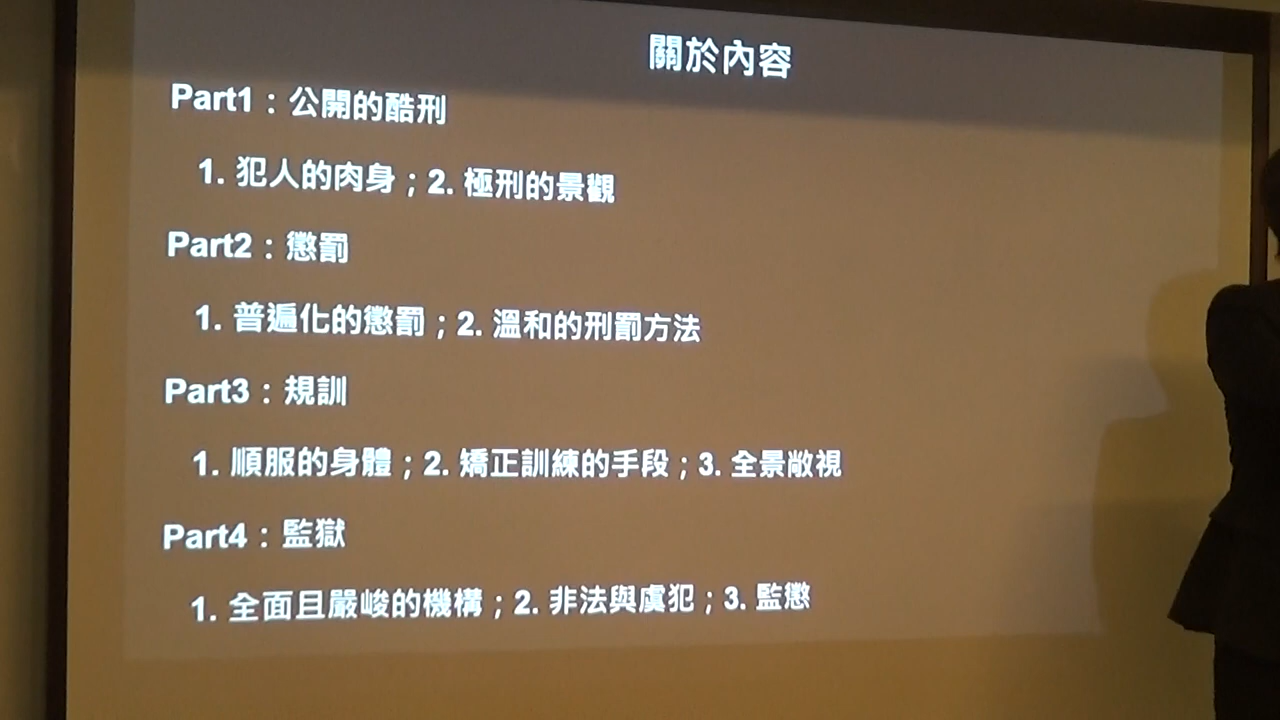 關於內容
Part1：公開的酷刑
1. 犯人的肉身；2. 極刑的景觀
Part2：懲罰
1. 普遍化的懲罰；2. 溫和的刑罰方法
Part3：規訓
1. 順服的身體；2. 矯正訓練的手段；3. 全景敞視
Part4：監獄
1. 全面且嚴峻的機構；2. 非法與虞犯；3. 監懲